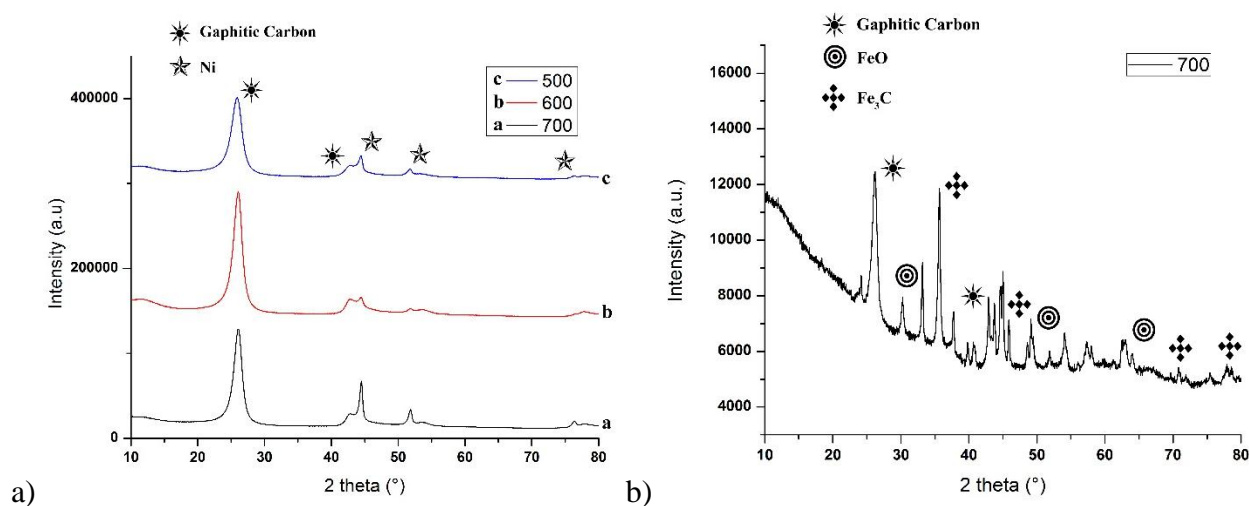 Gaphitic Carbon
Ni
c 500
b 600
a 700
400000
200000
0
Intensity (a.u)
c
b
a
10 20 30 40 50 60 70 80
2 theta (°)
a)
Gaphitic Carbon
FeO
Fe₃C
700
16000
14000
12000
10000
8000
6000
4000
Intensity (a.u.)
10 20 30 40 50 60 70 80
2 theta (°)
b)